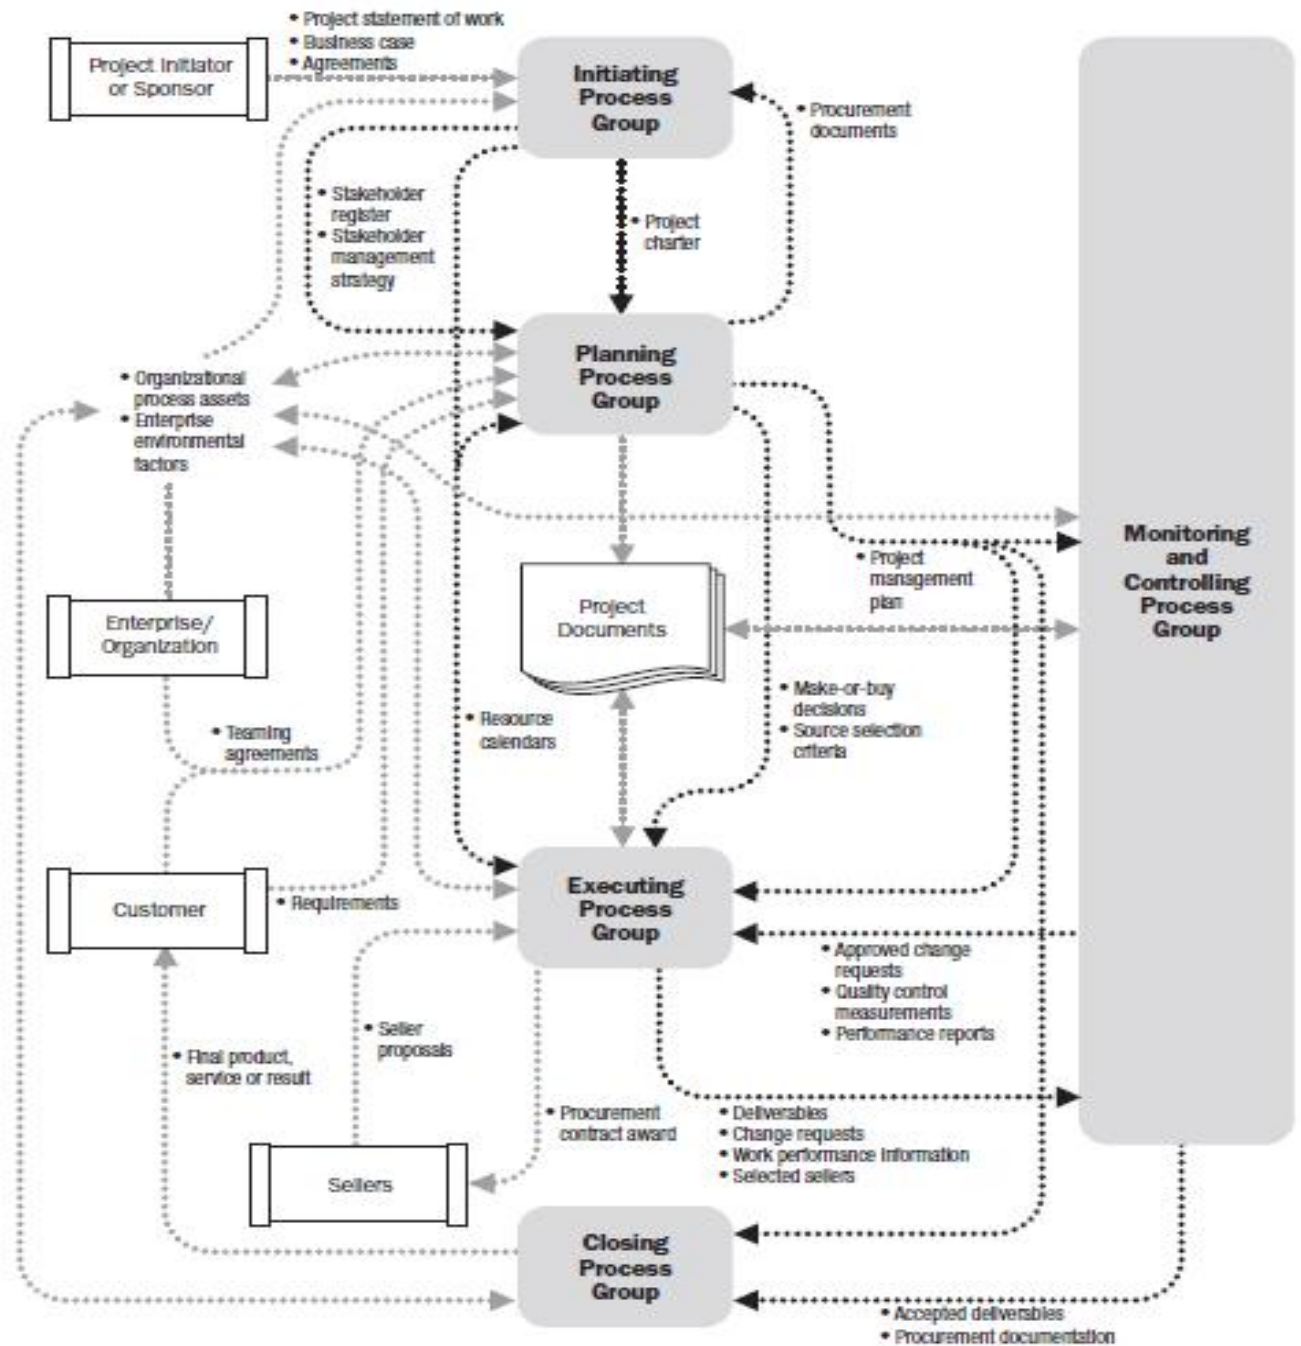 • Project statement of work
• Business case
• Agreements
Project Initiator
or Sponsor
Initiating
Process
Group
• Procurement
documents
• Stakeholder
register
• Stakeholder
management
strategy
• Project
charter
Planning
Process
Group
• Organizational
process assets
• Enterprise
environmental
factors
Monitoring
and
Controlling
Process
Group
• Project
management
plan
Project
Documents
Enterprise/
Organization
• Teaming
agreements
• Resource
calendars
• Make-or-buy
decisions
• Source selection
criteria
Executing
Process
Group
Customer
• Requirements
• Approved change
requests
• Quality control
measurements
• Performance reports
• Seller
proposals
• Final product,
service or result
• Procurement
contract award
• Deliverables
• Change requests
• Work performance information
• Selected sellers
Sellers
Closing
Process
Group
• Accepted deliverables
• Procurement documentation